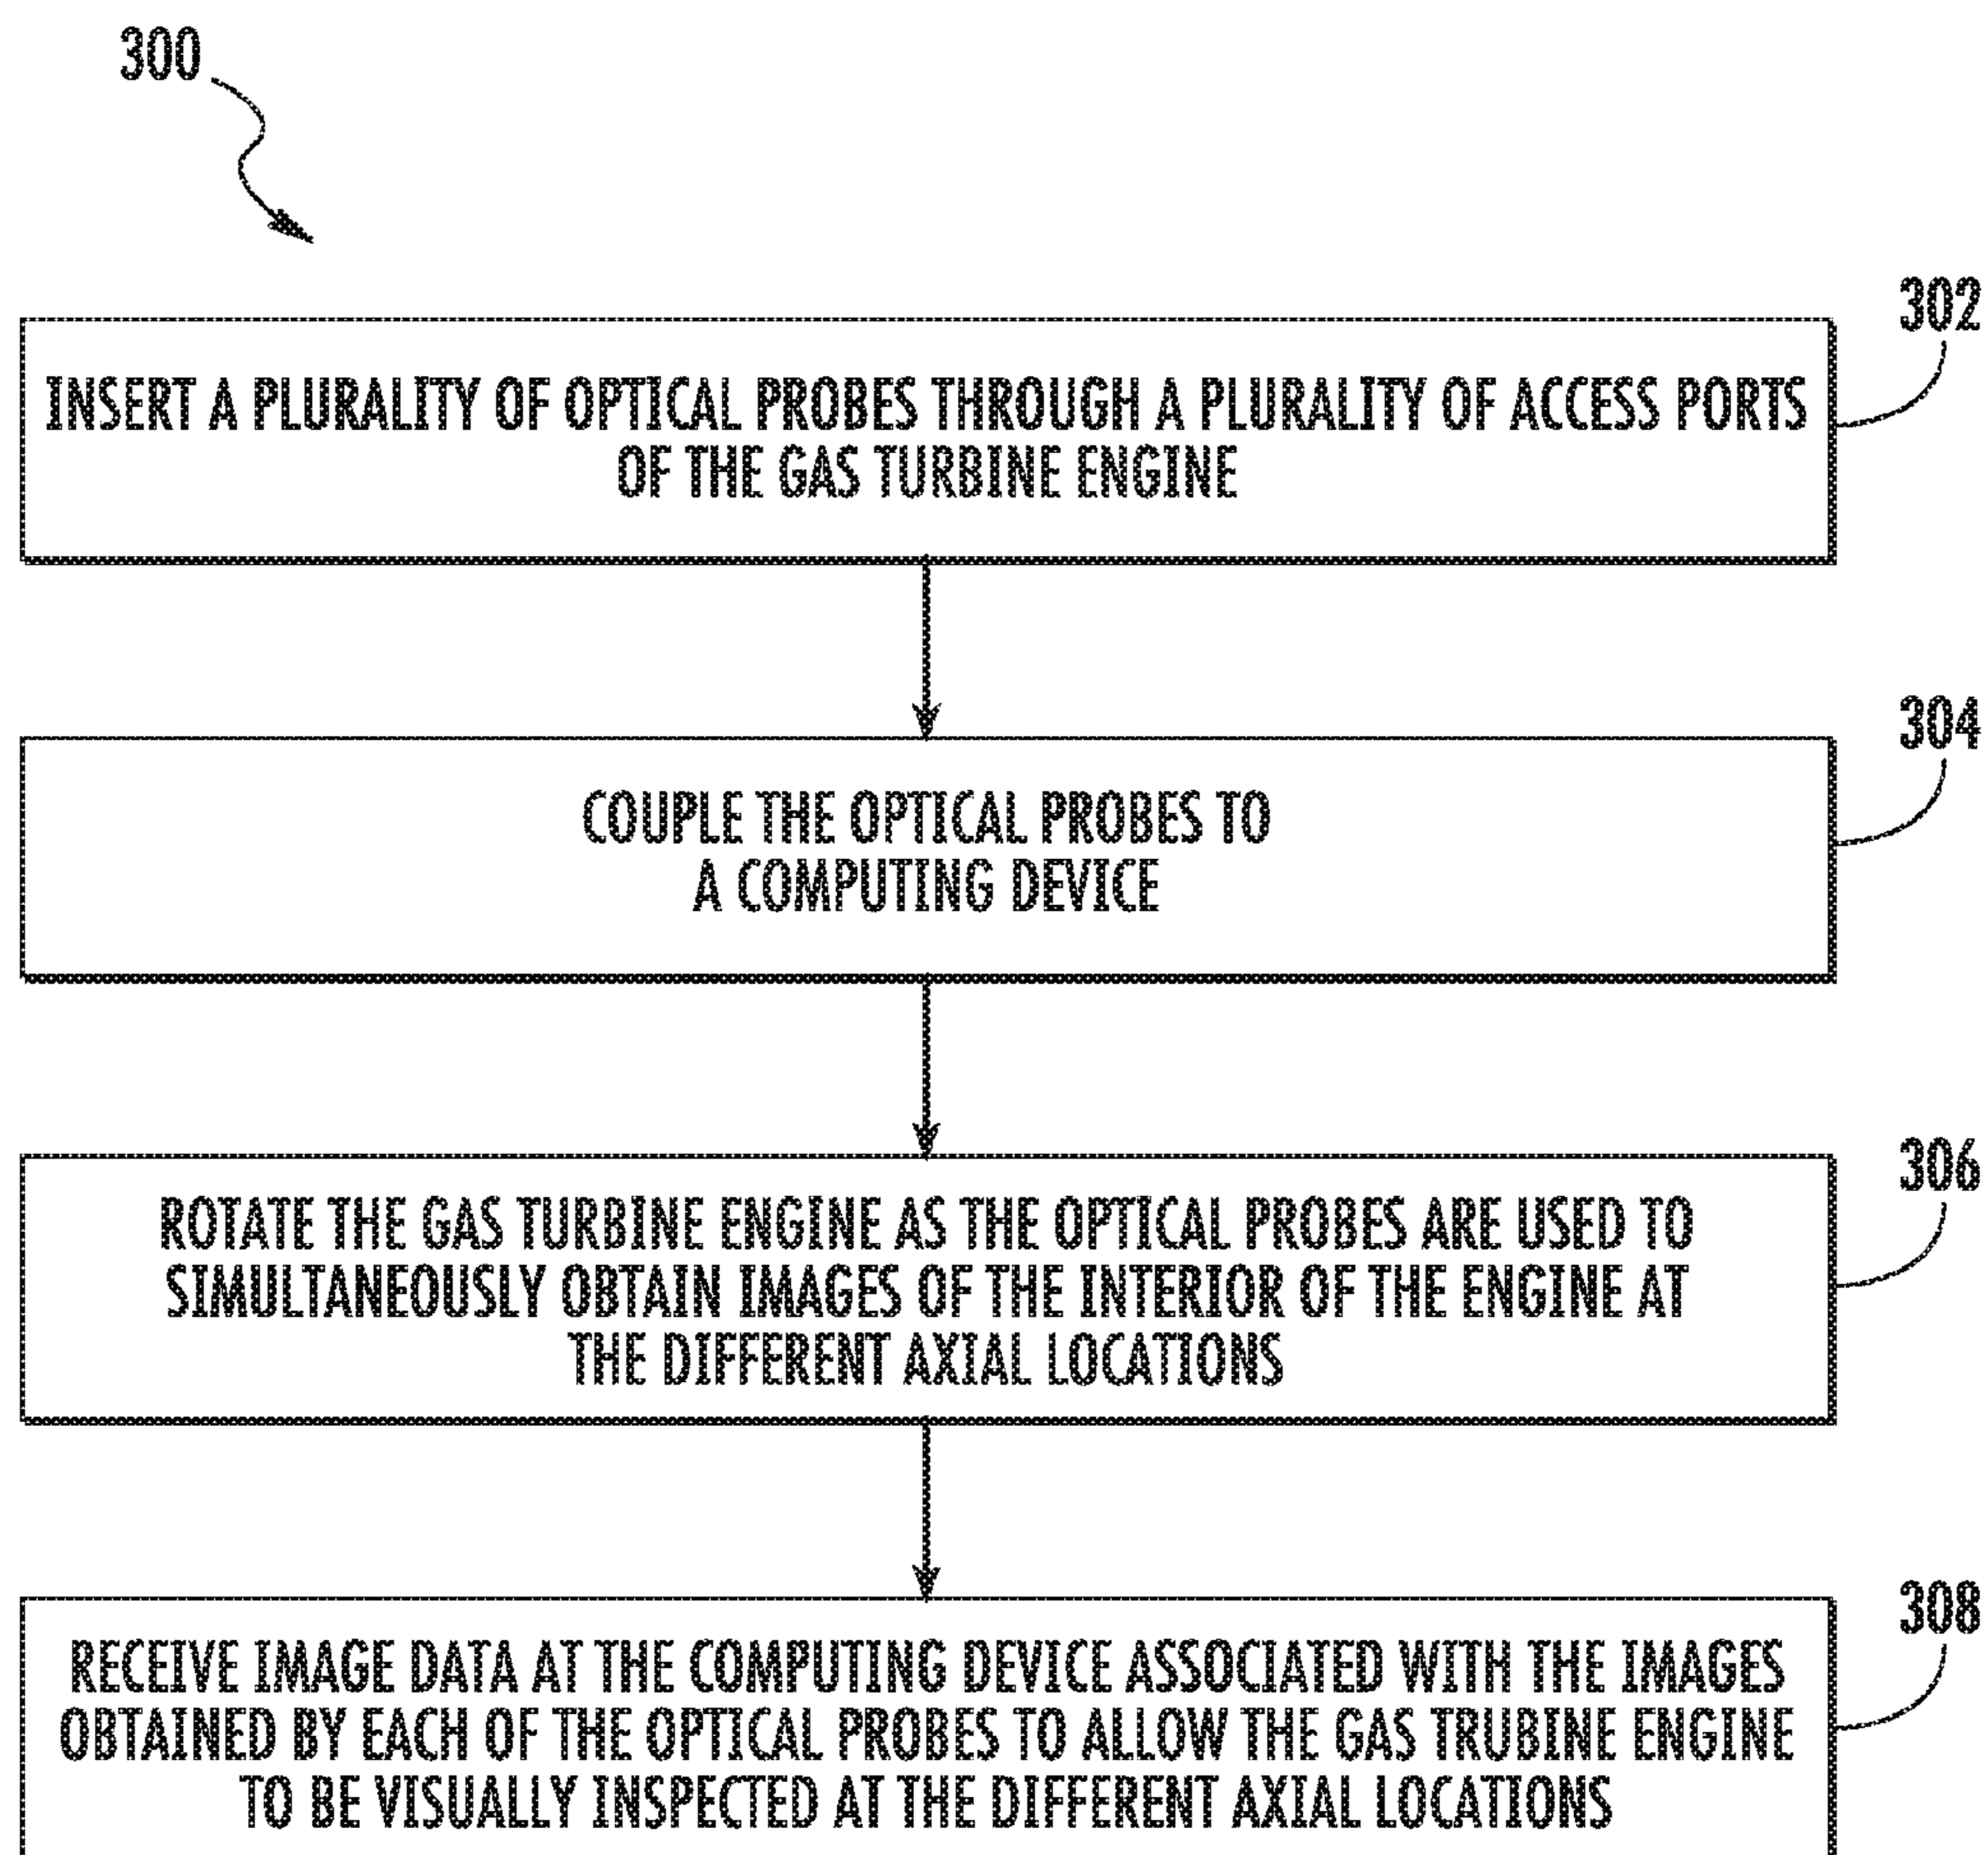 300
302
INSERT A PLURALITY OF OPTICAL PROBES THROUGH A PLURALITY OF ACCESS PORTS
OF THE GAS TURBINE ENGINE
304
COUPLE THE OPTICAL PROBES TO
A COMPUTING DEVICE
306
ROTATE THE GAS TURBINE ENGINE AS THE OPTICAL PROBES ARE USED TO
SIMULTANEOUSLY OBTAIN IMAGES OF THE INTERIOR OF THE ENGINE AT
THE DIFFERENT AXIAL LOCATIONS
308
RECEIVE IMAGE DATA AT THE COMPUTING DEVICE ASSOCIATED WITH THE IMAGES
OBTAINED BY EACH OF THE OPTICAL PROBES TO ALLOW THE GAS TRUBINE ENGINE
TO BE VISUALLY INSPECTED AT THE DIFFERENT AXIAL LOCATIONS